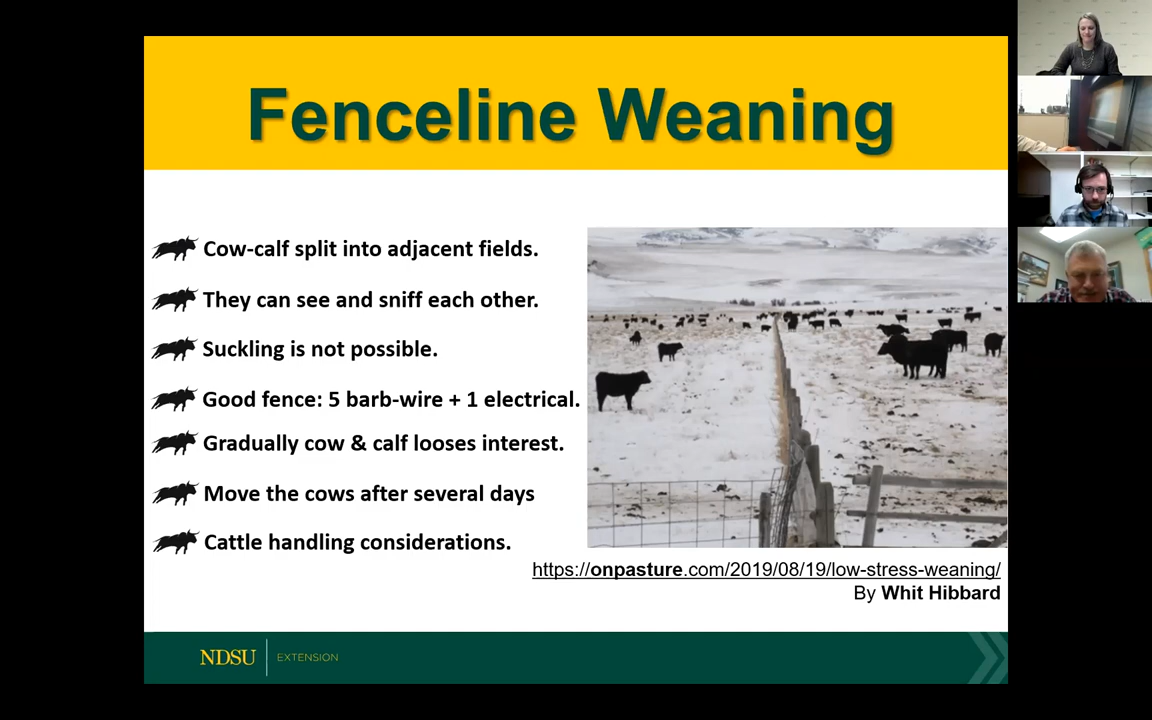 Fenceline Weaning
Cow-calf split into adjacent fields.
They can see and sniff each other.
Suckling is not possible.
Good fence: 5 barb-wire + 1 electrical.
Gradually cow & calf looses interest.
Move the cows after several days
Cattle handling considerations.
https://onpasture.com/2019/08/19/low-stress-weaning/
By Whit Hibbard
NDSU EXTENSION